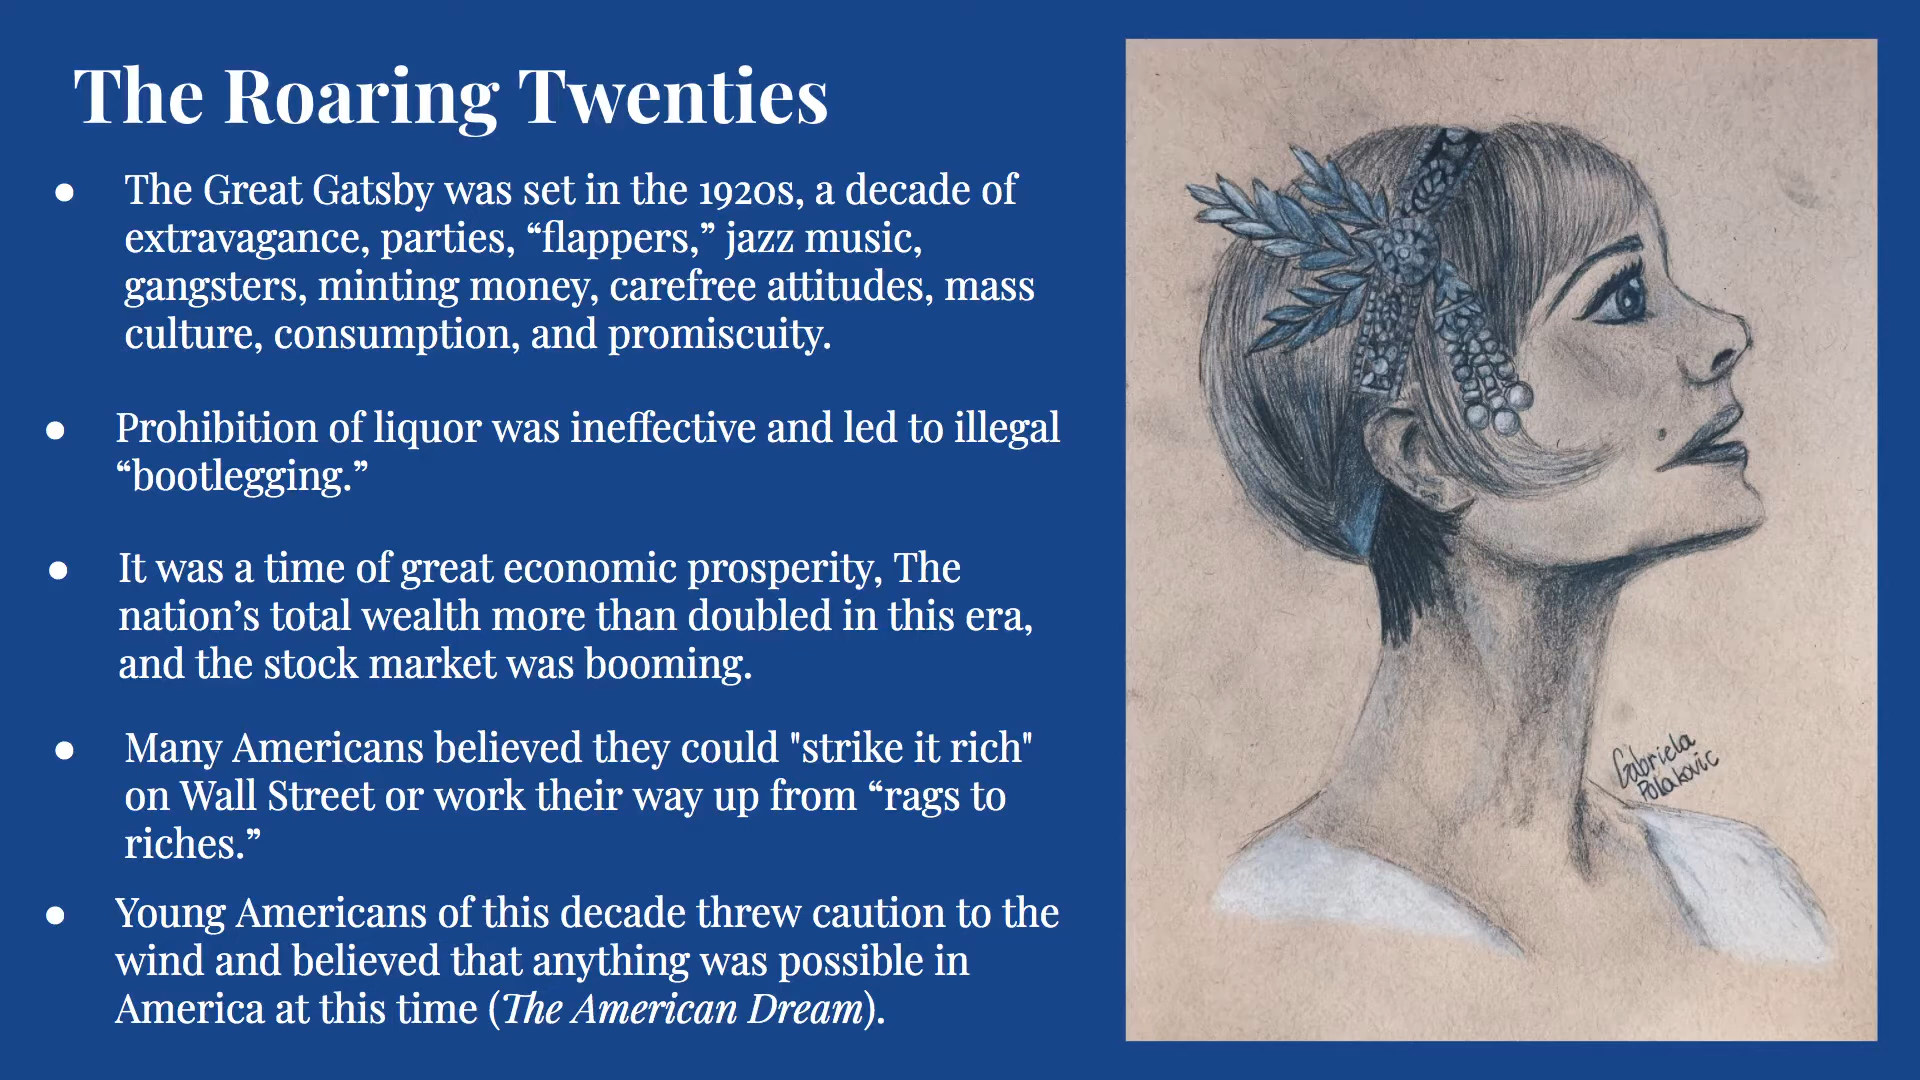 The Roaring Twenties
● The Great Gatsby was set in the 1920s, a decade of
extravagance, parties, “flappers,” jazz music,
gangsters, minting money, carefree attitudes, mass
culture, consumption, and promiscuity.
● Prohibition of liquor was ineffective and led to illegal
“bootlegging.”
● It was a time of great economic prosperity, The
nation’s total wealth more than doubled in this era,
and the stock market was booming.
● Many Americans believed they could "strike it rich"
on Wall Street or work their way up from “rags to
riches.”
● Young Americans of this decade threw caution to the
wind and believed that anything was possible in
America at this time (The American Dream).
Gabriela
Polakovic